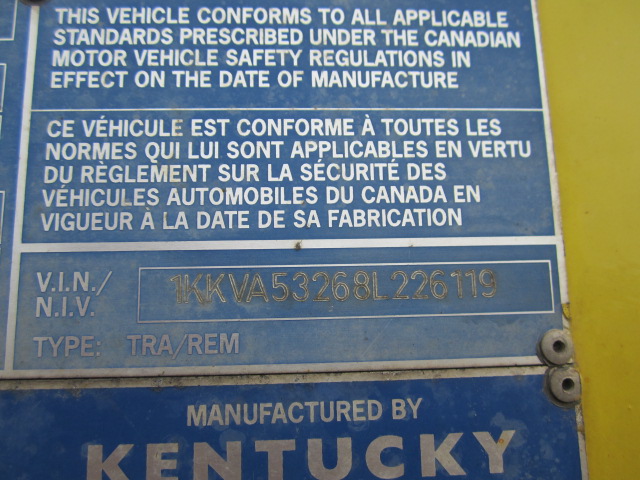 THIS VEHICLE CONFORMS TO ALL APPLICABLE
STANDARDS PRESCRIBED UNDER THE CANADIAN
MOTOR VEHICLE SAFETY REGULATIONS IN
EFFECT ON THE DATE OF MANUFACTURE
CE VÉHICULE EST CONFORME À TOUTES LES
NORMES QUI LUI SONT APPLICABLES EN VERTU
DU RÈGLEMENT SUR LA SÉCURITÉ DES
VÉHICULES AUTOMOBILES DU CANADA EN
VIGUEUR À LA DATE DE SA FABRICATION
V.I.N./
N.I.V.
1KKVA53268L226119
TYPE: TRA/REM
MANUFACTURED BY
KENTUCKY